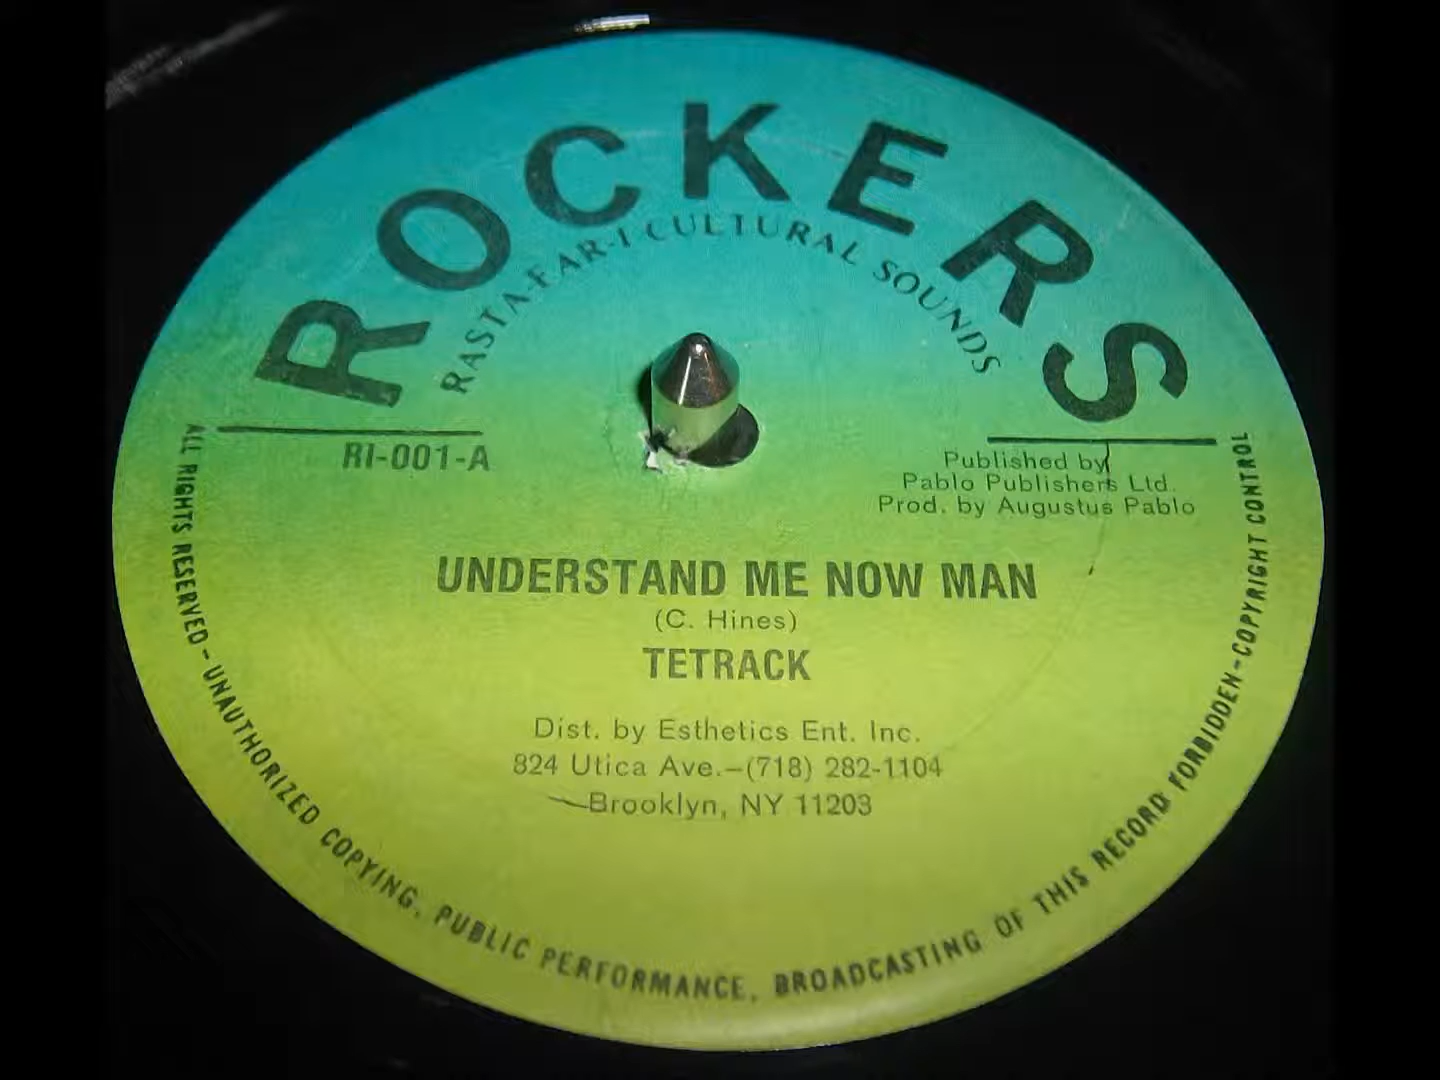 ROCKERS
RASTA-FAR-I CULTURAL SOUNDS
RI-001-A
Published by
Pablo Publishers Ltd.
Prod. by Augustus Pablo
UNDERSTAND ME NOW MAN
(C. Hines)
TETRACK
Dist. by Esthetics Ent. Inc.
824 Utica Ave.–(718) 282-1104
Brooklyn, NY 11203
ALL RIGHTS RESERVED - UNAUTHORIZED COPYING, PUBLIC PERFORMANCE, BROADCASTING OF THIS RECORD FORBIDDEN - COPYRIGHT CONTROL